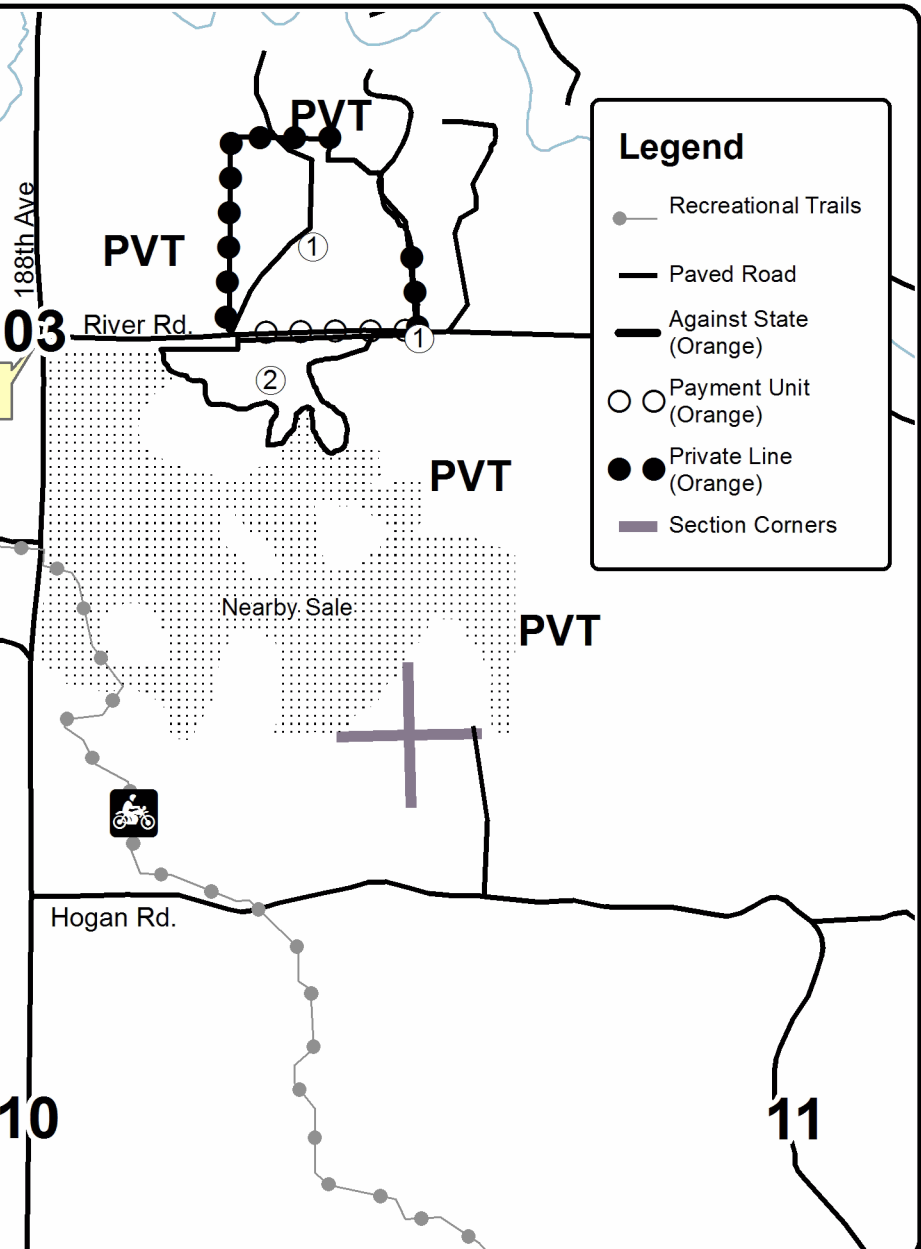 PVT
188th Ave
PVT
1
03
River Rd.
1
2
PVT
Nearby Sale
PVT
Hogan Rd.
10
11
Legend
Recreational Trails
Paved Road
Against State
(Orange)
Payment Unit
(Orange)
Private Line
(Orange)
Section Corners